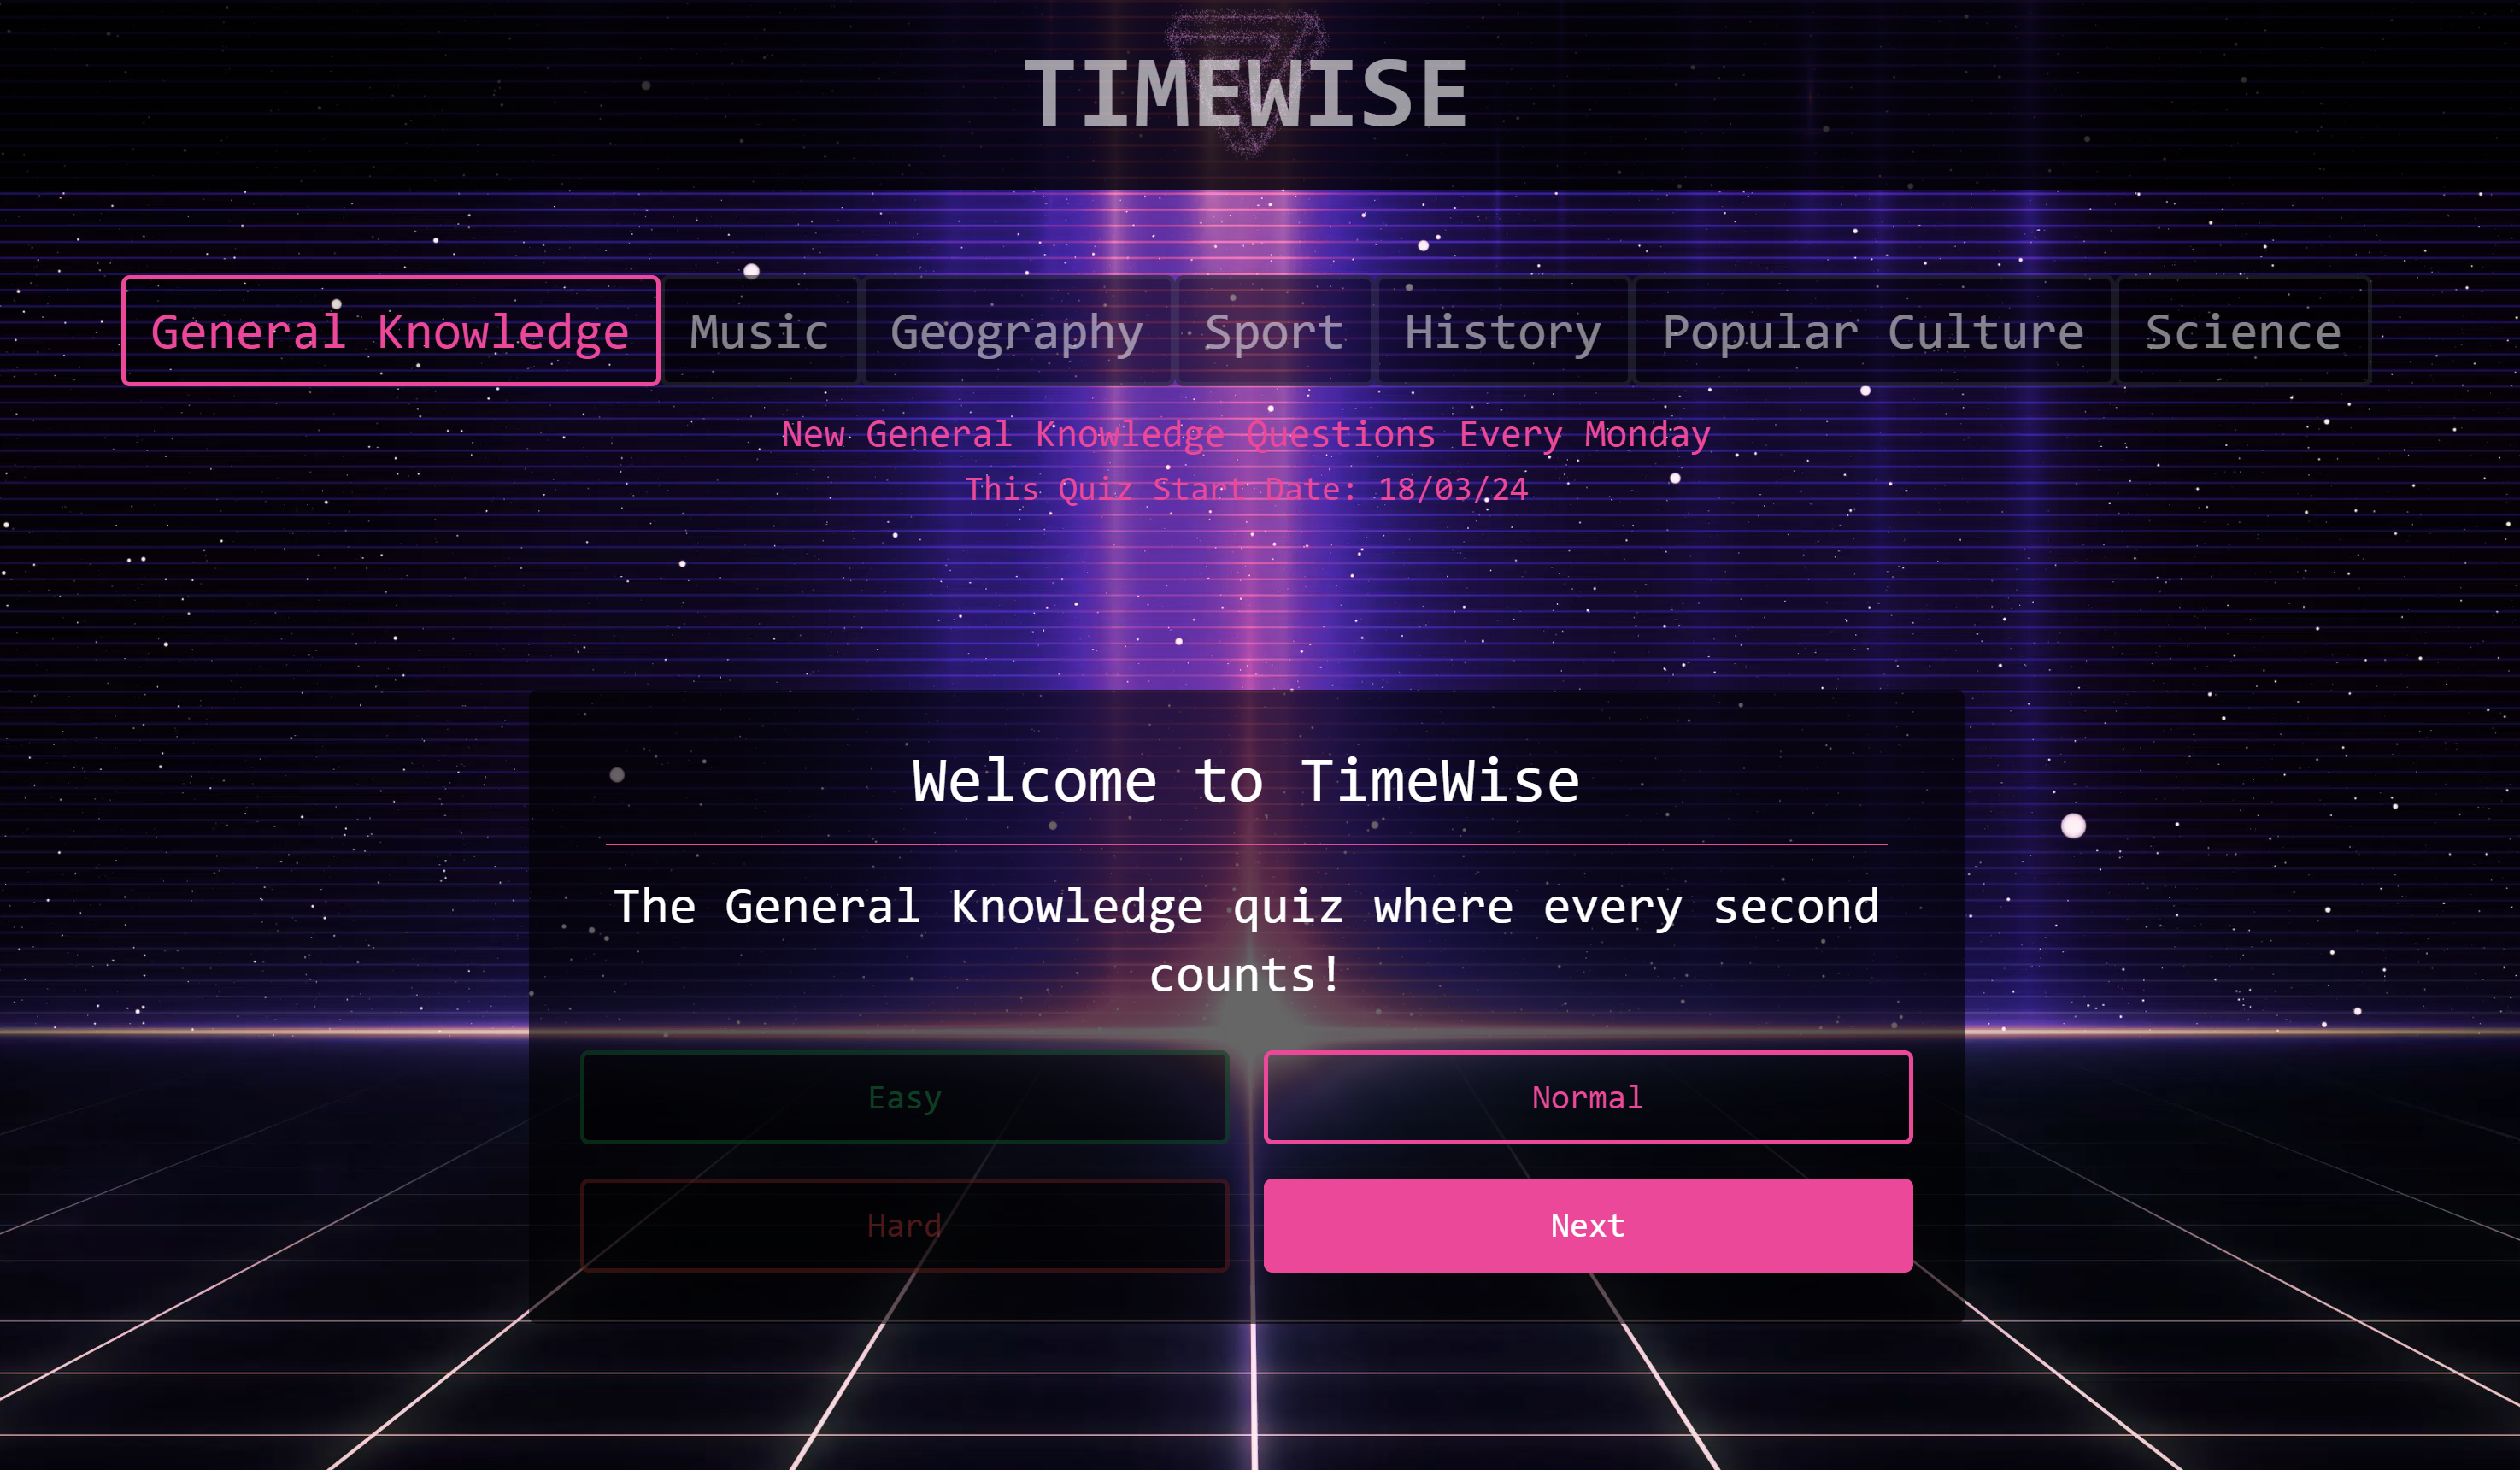 TIMEWISE
General Knowledge
Music
Geography
Sport
History
Popular Culture
Science
New General Knowledge Questions Every Monday
This Quiz Start Date: 18/03/24
Welcome to TimeWise
The General Knowledge quiz where every second
counts!
Easy
Normal
Hard
Next